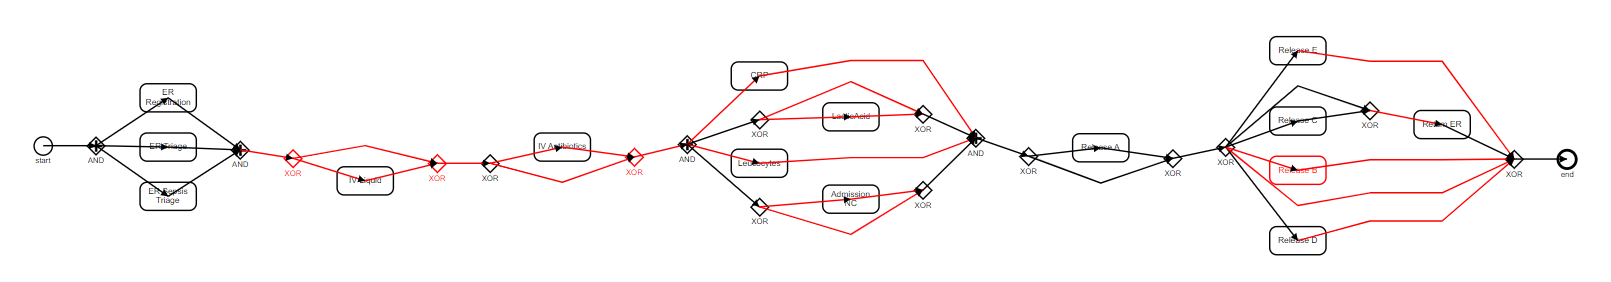 start
AND
ER
Registration
ER Triage
ER Sepsis
Triage
AND
XOR
IV Liquid
XOR
XOR
IV Antibiotics
XOR
AND
CRP
XOR
LacticAcid
XOR
Leucocytes
XOR
Admission
NC
XOR
AND
XOR
Release A
XOR
XOR
Release E
Release C
XOR
Return ER
Release B
Release D
XOR
end